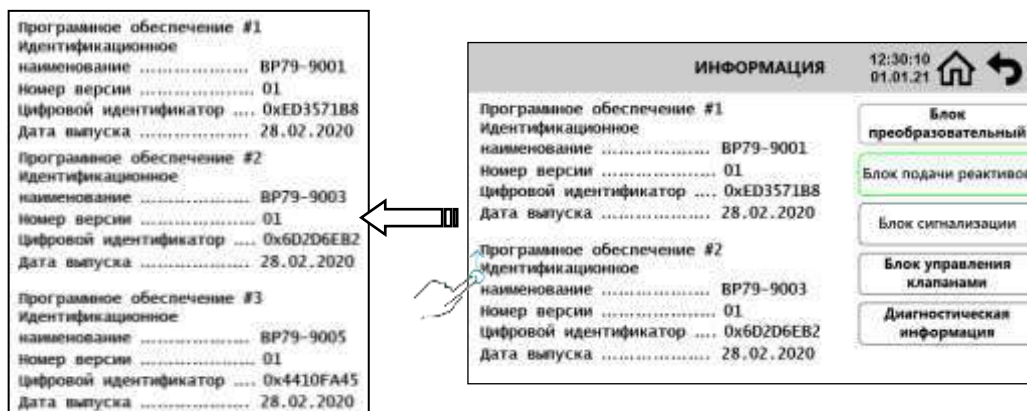 Программное обеспечение #1
Идентификационное
наименование .................... BP79-9001
Номер версии .................... 01
Цифровой идентификатор .... 0xED3571B8
Дата выпуска .................... 28.02.2020
Программное обеспечение #2
Идентификационное
наименование .................... BP79-9003
Номер версии .................... 01
Цифровой идентификатор .... 0x6D2D6EB2
Дата выпуска .................... 28.02.2020
Программное обеспечение #3
Идентификационное
наименование .................... BP79-9005
Номер версии .................... 01
Цифровой идентификатор .... 0x4410FA45
Дата выпуска .................... 28.02.2020
ИНФОРМАЦИЯ
12:30:10
01.01.21
Программное обеспечение #1
Идентификационное
наименование .................... BP79-9001
Номер версии .................... 01
Цифровой идентификатор .... 0xED3571B8
Дата выпуска .................... 28.02.2020
Программное обеспечение #2
Идентификационное
наименование .................... BP79-9003
Номер версии .................... 01
Цифровой идентификатор .... 0x6D2D6EB2
Дата выпуска .................... 28.02.2020
Блок
преобразовательный
Блок подачи реактивов
Блок сигнализации
Блок управления
клапанами
Диагностическая
информация